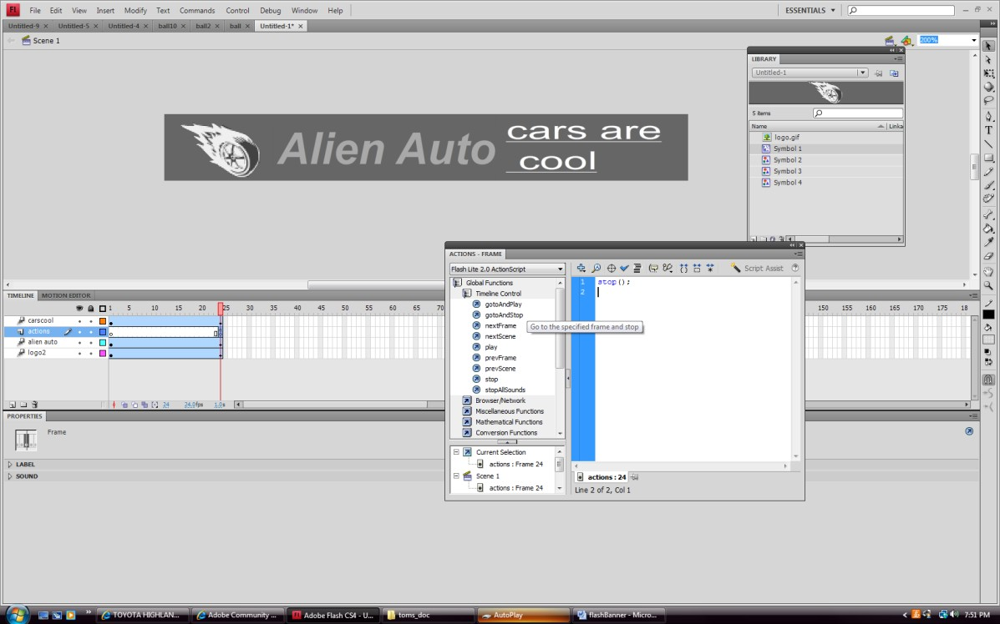 Fl File Edit View Insert Modify Text Commands Control Debug Window Help ESSENTIALS
Untitled-9 × Untitled-5 × Untitled-4 × ball10 × ball2 × ball × Untitled-1* ×
Scene 1 200%
LIBRARY
Untitled-1
5 items
Name Linka
logo.gif
Symbol 1
Symbol 2
Symbol 3
Symbol 4
Alien Auto
cars are
cool
ACTIONS - FRAME
Flash Lite 2.0 ActionScript
Script Assist
Global Functions
Timeline Control
gotoAndPlay
gotoAndStop
nextFrame
nextScene
play
prevFrame
prevScene
stop
stopAllSounds
Browser/Network
Miscellaneous Functions
Mathematical Functions
Conversion Functions
1 stop();
2
Go to the specified frame and stop
Current Selection
actions : Frame 24
Scene 1
actions : Frame 24
actions : 24
Line 2 of 2, Col 1
TIMELINE MOTION EDITOR
1 5 10 15 20 25 30 35 40 45 50 55 60 65 70 150 155 160 165 170 175 18
carscool
actions
alien auto
logo2
24 24.0fps 1.0s
PROPERTIES
Frame
LABEL
SOUND
TOYOTA HIGHLAN... Adobe Community ... Adobe Flash CS4 - U... toms_doc AutoPlay flashBanner - Micro... 7:51 PM